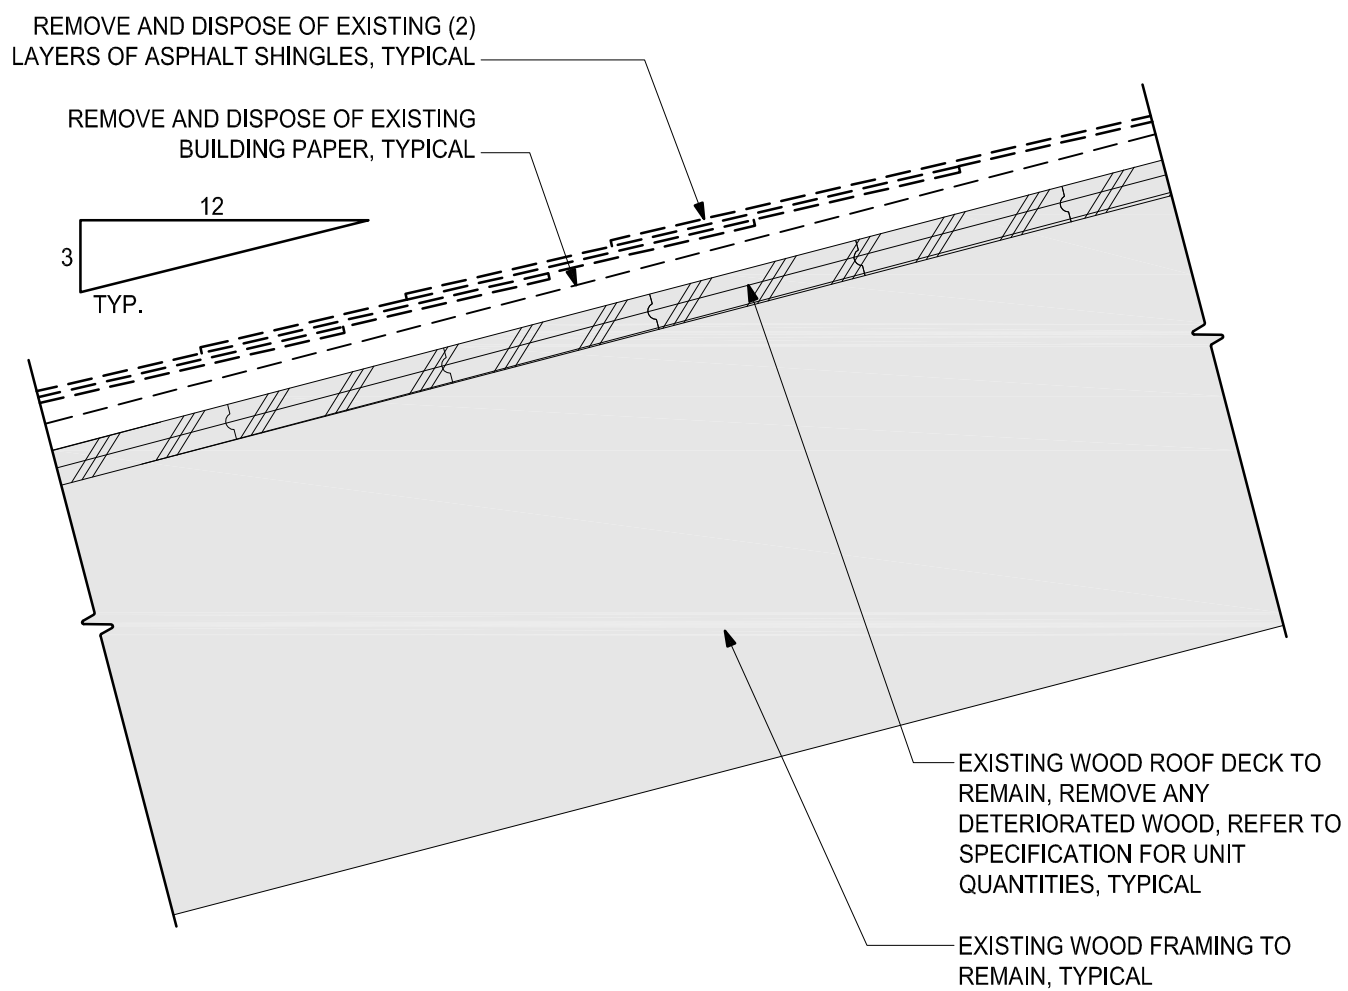 REMOVE AND DISPOSE OF EXISTING (2)
LAYERS OF ASPHALT SHINGLES, TYPICAL
REMOVE AND DISPOSE OF EXISTING
BUILDING PAPER, TYPICAL
12
3
TYP.
EXISTING WOOD ROOF DECK TO
REMAIN, REMOVE ANY
DETERIORATED WOOD, REFER TO
SPECIFICATION FOR UNIT
QUANTITIES, TYPICAL
EXISTING WOOD FRAMING TO
REMAIN, TYPICAL